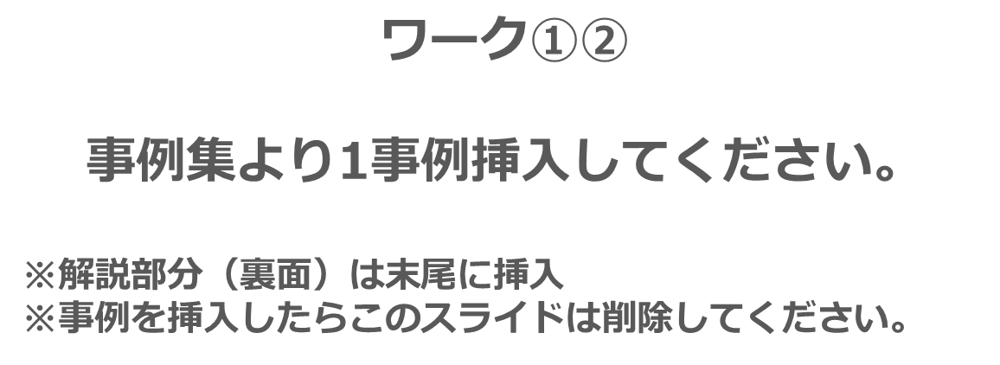 ワーク①②
事例集より1事例挿入してください。
※解説部分（裏面）は末尾に挿入
※事例を挿入したらこのスライドは削除してください。